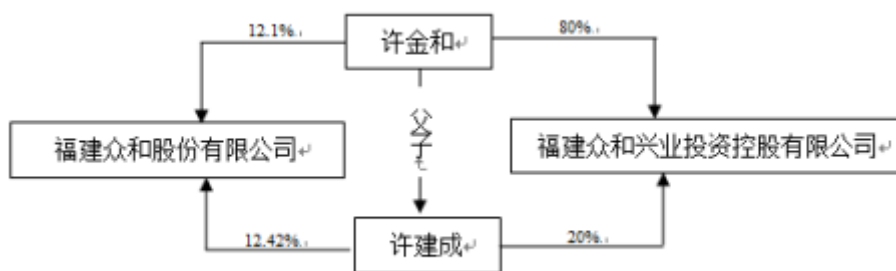 12.1%
许金和
80%
父子
福建众和股份有限公司
福建众和兴业投资控股有限公司
12.42%
许建成
20%